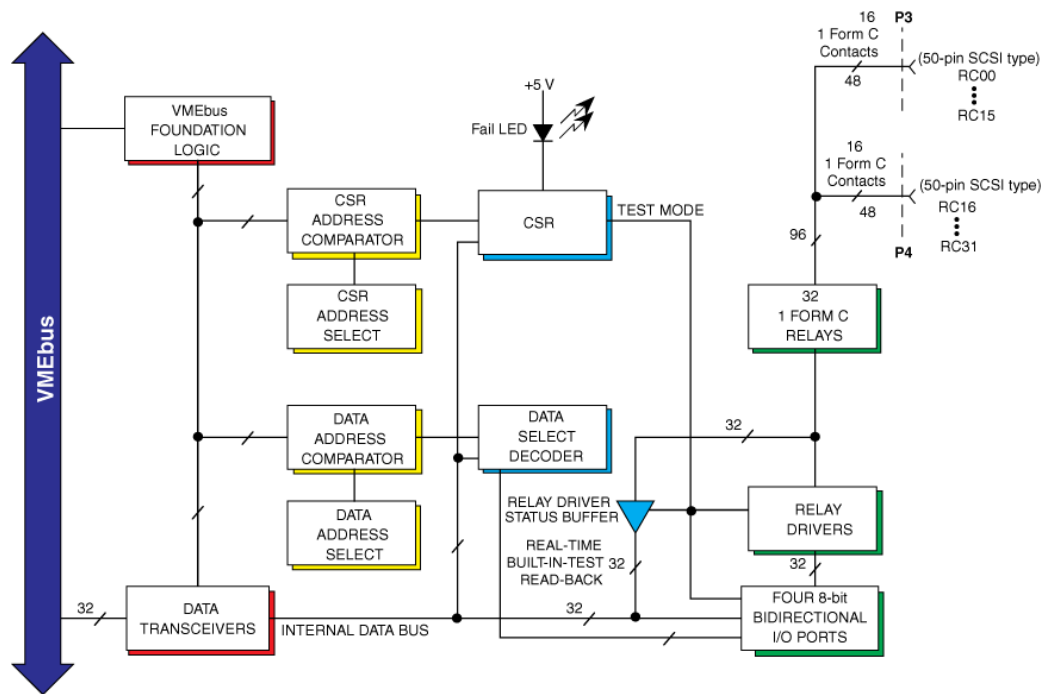 VMEbus
VMEbus
FOUNDATION
LOGIC
CSR
ADDRESS
COMPARATOR
CSR
ADDRESS
SELECT
+5 V
Fail LED
CSR
TEST MODE
DATA
ADDRESS
COMPARATOR
DATA
ADDRESS
SELECT
DATA
SELECT
DECODER
RELAY DRIVER
STATUS BUFFER
REAL-TIME
BUILT-IN-TEST
READ-BACK
32
32
DATA
TRANSCEIVERS
INTERNAL DATA BUS
32
16
1 Form C
Contacts
48
P3
(50-pin SCSI type)
RC00
RC15
16
1 Form C
Contacts
48
(50-pin SCSI type)
RC16
RC31
P4
96
32
1 FORM C
RELAYS
32
RELAY
DRIVERS
32
FOUR 8-bit
BIDIRECTIONAL
I/O PORTS